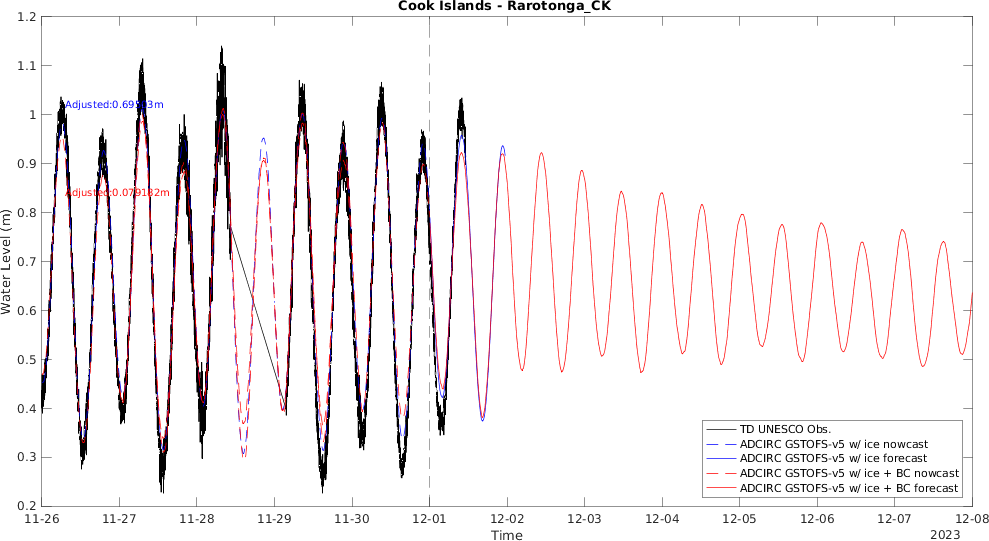 Cook Islands - Rarotonga_CK
1.2
1.1
1
0.9
0.8
0.7
0.6
0.5
0.4
0.3
0.2
Water Level (m)
Adjusted:0.69503m
Adjusted:0.079182m
TD UNESCO Obs.
ADCIRC GSTOFS-v5 w/ ice nowcast
ADCIRC GSTOFS-v5 w/ ice forecast
ADCIRC GSTOFS-v5 w/ ice + BC nowcast
ADCIRC GSTOFS-v5 w/ ice + BC forecast
11-26 11-27 11-28 11-29 11-30 12-01 12-02 12-03 12-04 12-05 12-06 12-07 12-08
Time
2023